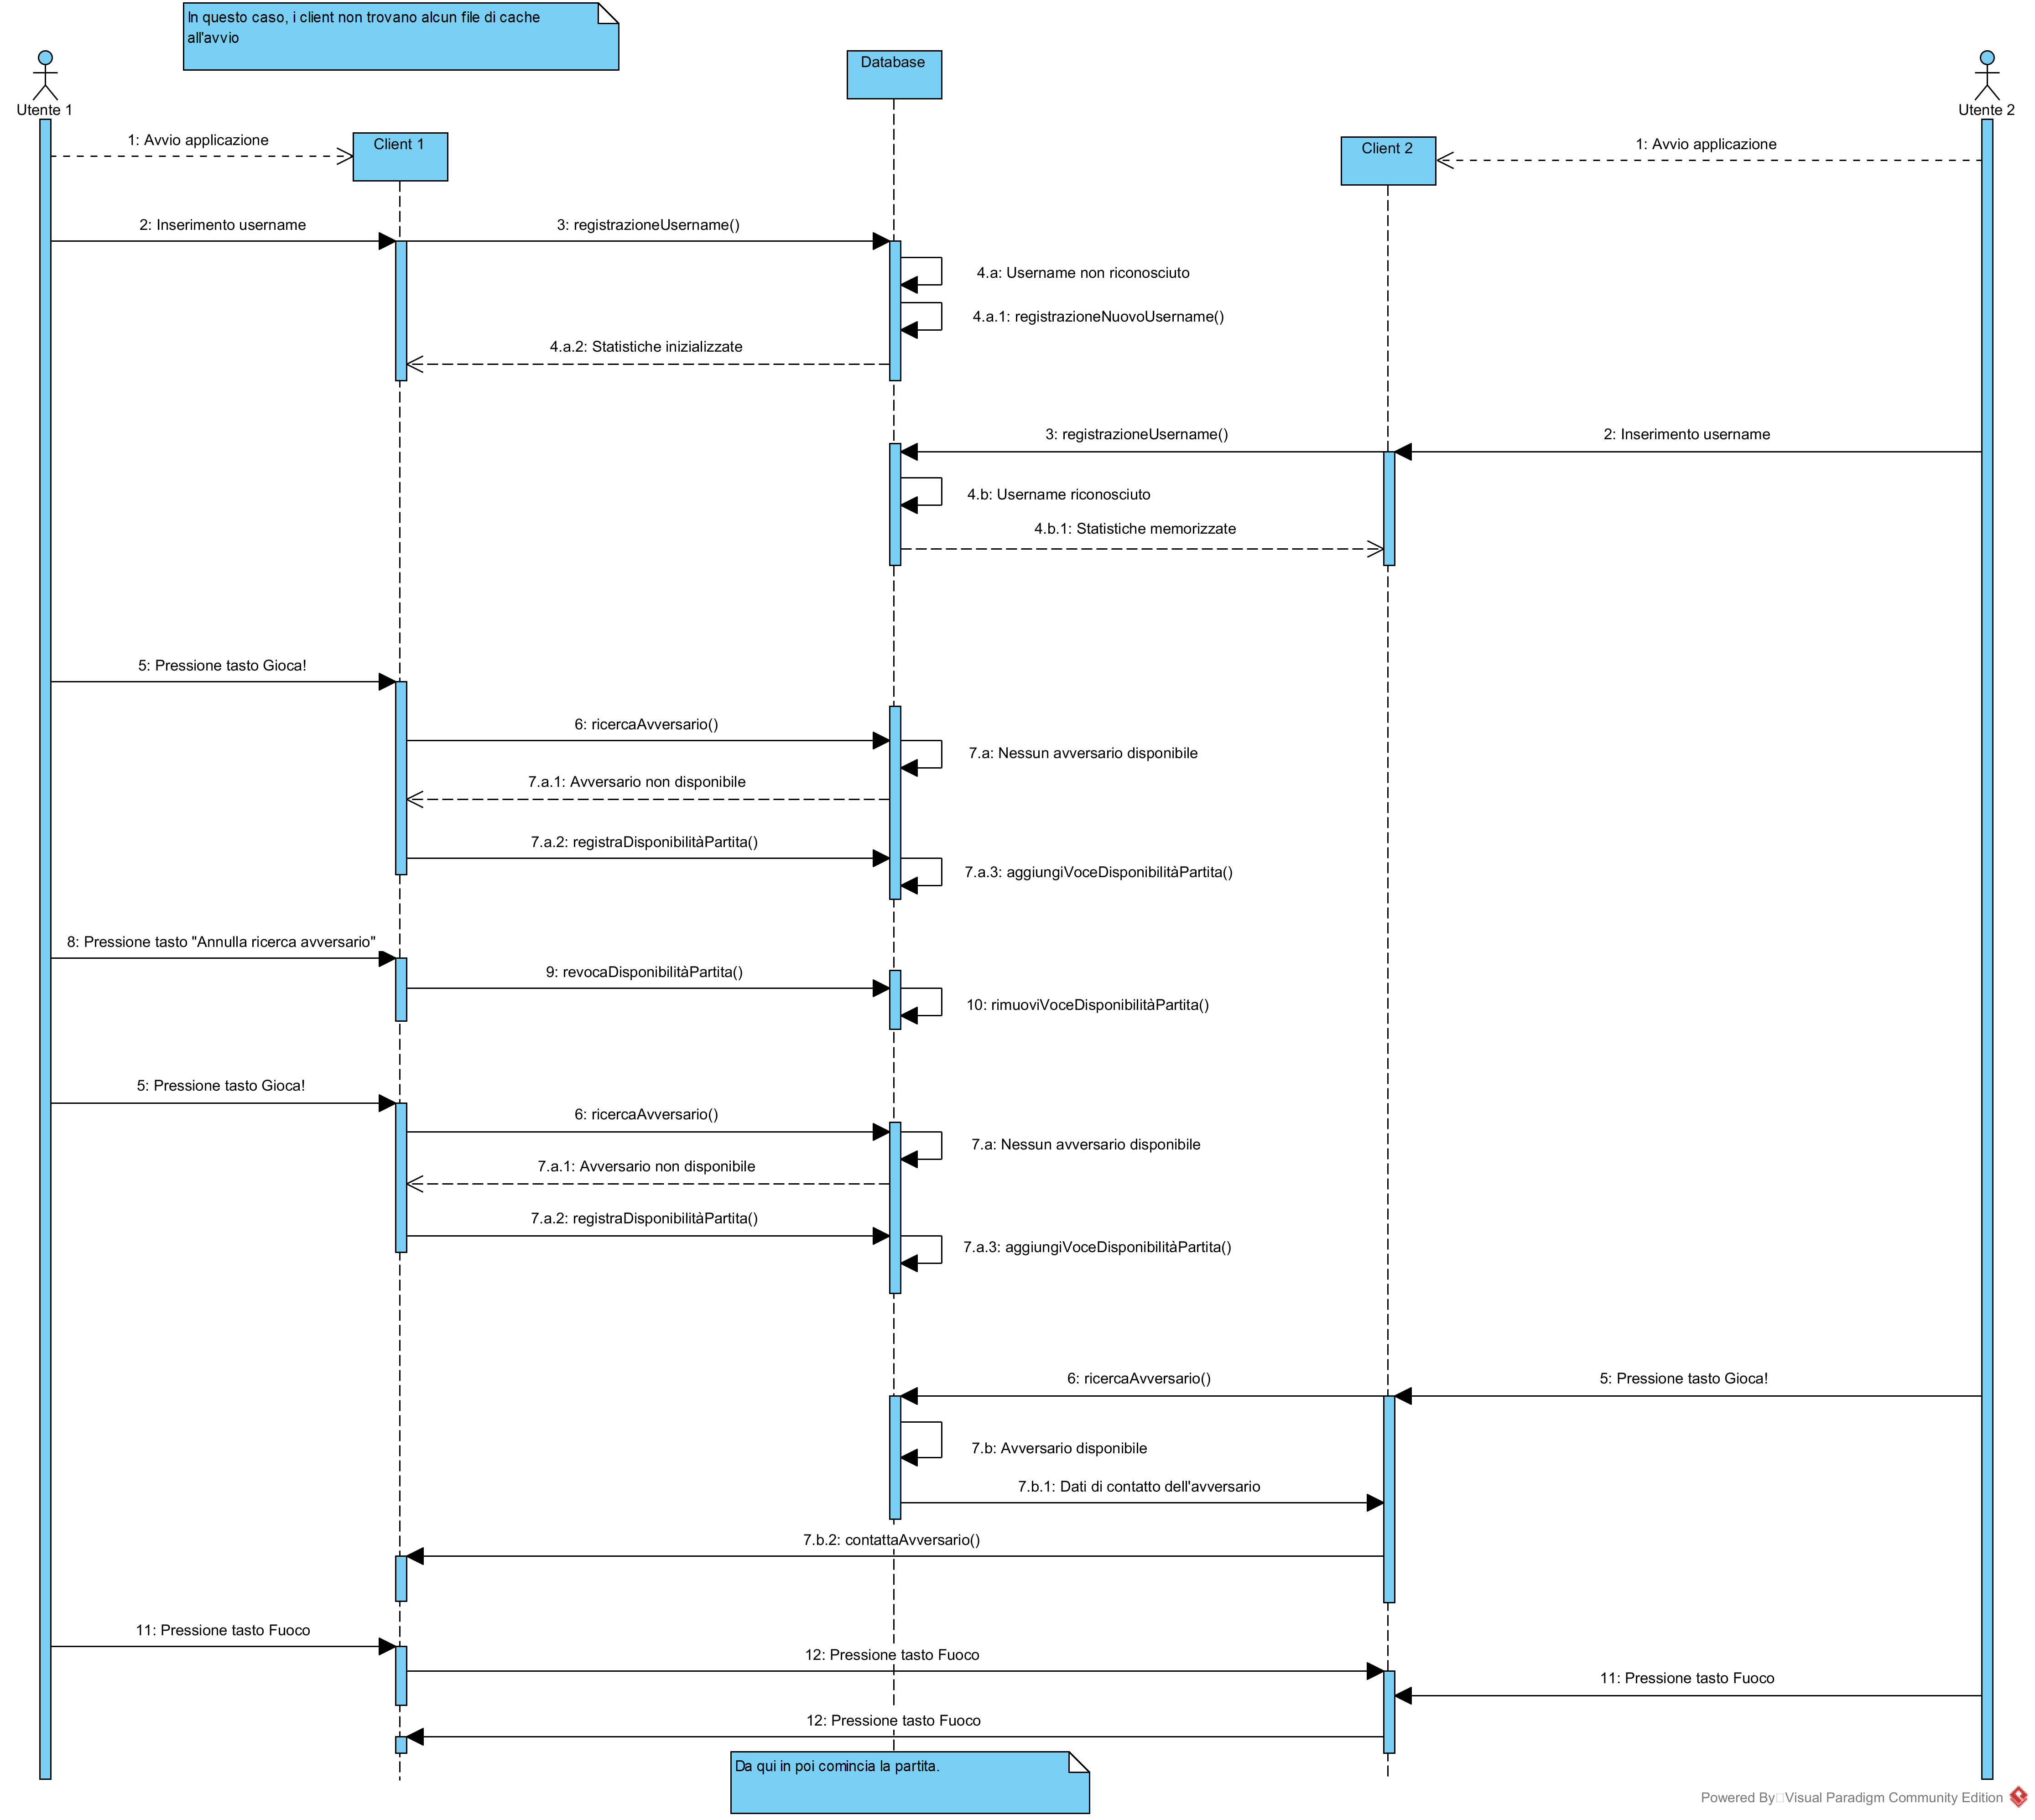 In questo caso, i client non trovano alcun file di cache
all'avvio
Database
Utente 1
Utente 2
1: Avvio applicazione
Client 1
Client 2
1: Avvio applicazione
2: Inserimento username
3: registrazioneUsername()
4.a: Username non riconosciuto
4.a.1: registrazioneNuovoUsername()
4.a.2: Statistiche inizializzate
3: registrazioneUsername()
2: Inserimento username
4.b: Username riconosciuto
4.b.1: Statistiche memorizzate
5: Pressione tasto Gioca!
6: ricercaAvversario()
7.a: Nessun avversario disponibile
7.a.1: Avversario non disponibile
7.a.2: registraDisponibilitàPartita()
7.a.3: aggiungiVoceDisponibilitàPartita()
8: Pressione tasto "Annulla ricerca avversario"
9: revocaDisponibilitàPartita()
10: rimuoviVoceDisponibilitàPartita()
5: Pressione tasto Gioca!
6: ricercaAvversario()
7.a: Nessun avversario disponibile
7.a.1: Avversario non disponibile
7.a.2: registraDisponibilitàPartita()
7.a.3: aggiungiVoceDisponibilitàPartita()
6: ricercaAvversario()
5: Pressione tasto Gioca!
7.b: Avversario disponibile
7.b.1: Dati di contatto dell'avversario
7.b.2: contattaAvversario()
11: Pressione tasto Fuoco
12: Pressione tasto Fuoco
11: Pressione tasto Fuoco
12: Pressione tasto Fuoco
Da qui in poi comincia la partita.
Powered By Visual Paradigm Community Edition